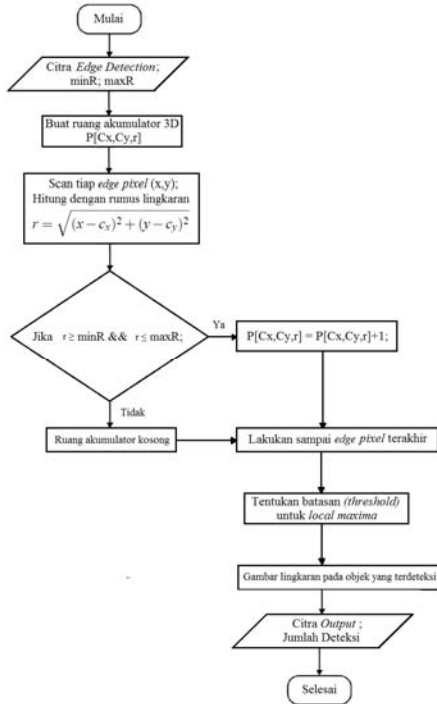 Mulai
Citra Edge Detection;
minR; maxR
Buat ruang akumulator 3D
P[Cx,Cy,r]
Scan tiap edge pixel (x,y);
Hitung dengan rumus lingkaran
r = √(x − cₓ)² + (y − c_y)²
Jika r ≥ minR && r ≤ maxR;
Ya
P[Cx,Cy,r] = P[Cx,Cy,r]+1;
Tidak
Ruang akumulator kosong
Lakukan sampai edge pixel terakhir
Tentukan batasan (threshold)
untuk local maxima
Gambar lingkaran pada objek yang terdeteksi
Citra Output ;
Jumlah Deteksi
Selesai